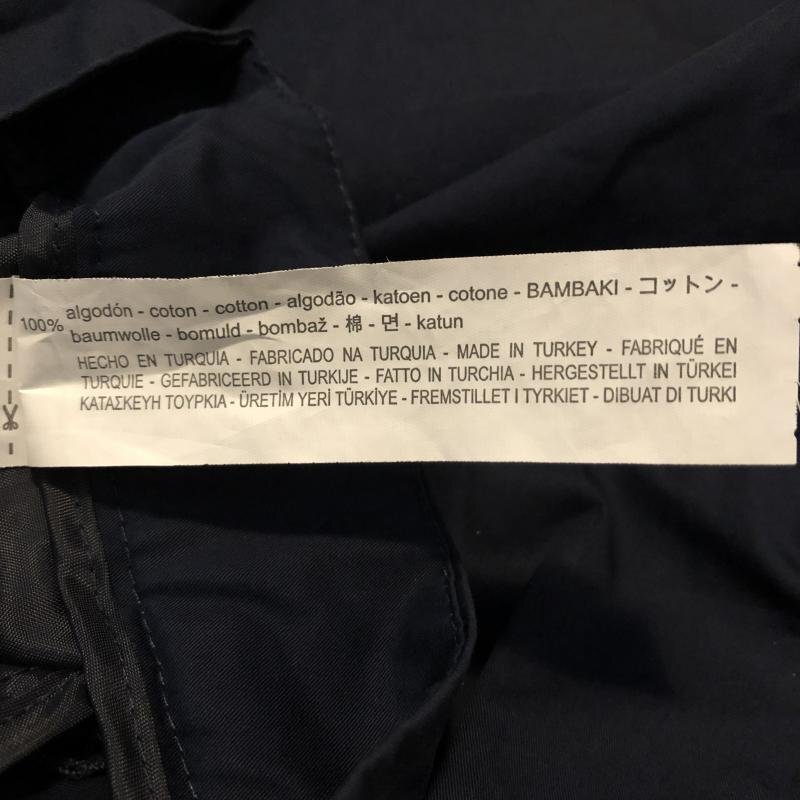 100% algodón - coton - cotton - algodão - katoen - cotone - BAMBAKI - コットン -
baumwolle - bomuld - bombaž - 棉 - 면 - katun
HECHO EN TURQUIA - FABRICADO NA TURQUIA - MADE IN TURKEY - FABRIQUÉ EN
TURQUIE - GEFABRICEERD IN TURKIJE - FATTO IN TURCHIA - HERGESTELLT IN TÜRKEI
ΚΑΤΑΣΚΕΥΗ ΤΟΥΡΚΙΑ - ÜRETİM YERİ TÜRKİYE - FREMSTILLET I TYRKIET - DIBUAT DI TURKI